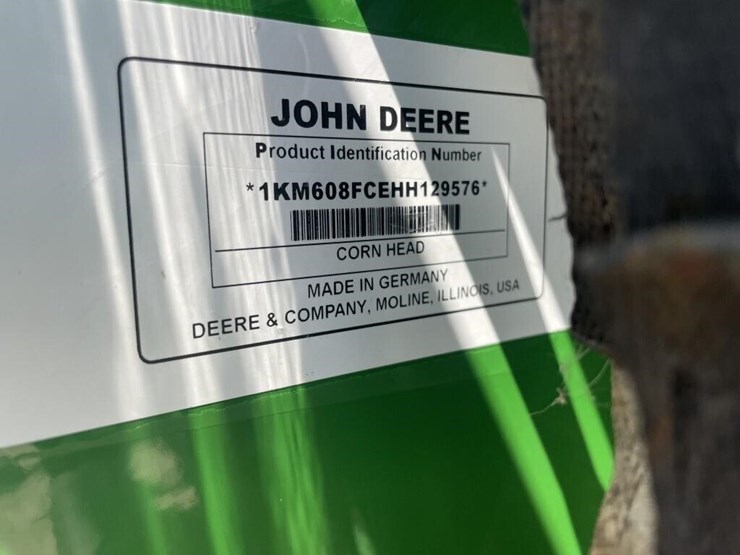 JOHN DEERE
Product Identification Number
*1KM608FCEHH129576*
CORN HEAD
MADE IN GERMANY
DEERE & COMPANY, MOLINE, ILLINOIS, USA